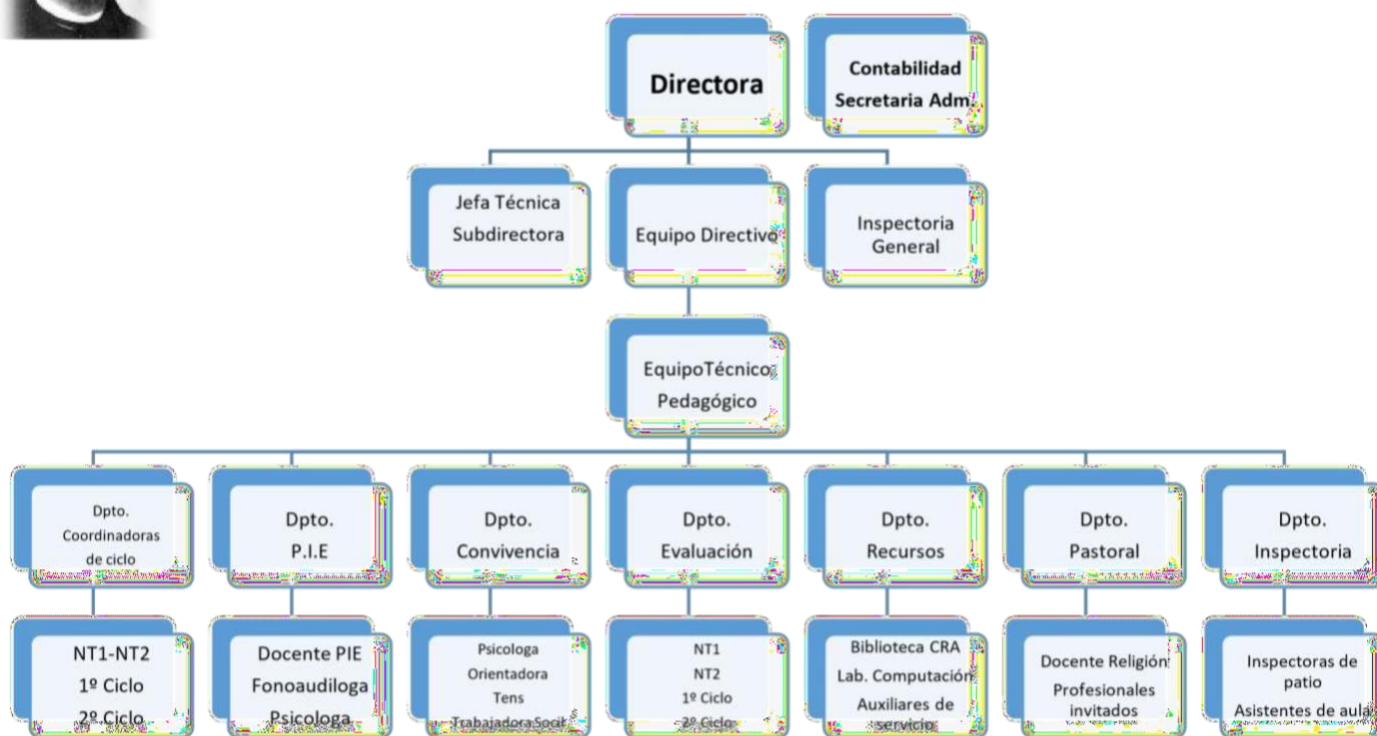 Directora
Contabilidad
Secretaria Adm.
Jefa Técnica
Subdirectora
Equipo Directivo
Inspectoria
General
EquipoTécnico
Pedagógico
Dpto.
Coordinadoras
de ciclo
Dpto.
P.I.E
Dpto.
Convivencia
Dpto.
Evaluación
Dpto.
Recursos
Dpto.
Pastoral
Dpto.
Inspectoria
NT1-NT2
1º Ciclo
2º Ciclo
Docente PIE
Fonoaudiloga
Psicologa
Psicologa
Orientadora
Tens
Trabajadora
NT1
NT2
1º Ciclo
2º Ciclo
Biblioteca CRA
Lab. Computación
Auxiliares de
servicio
Docente Religión
Profesionales
invitados
Inspectoras de
patio
Asistentes de aula